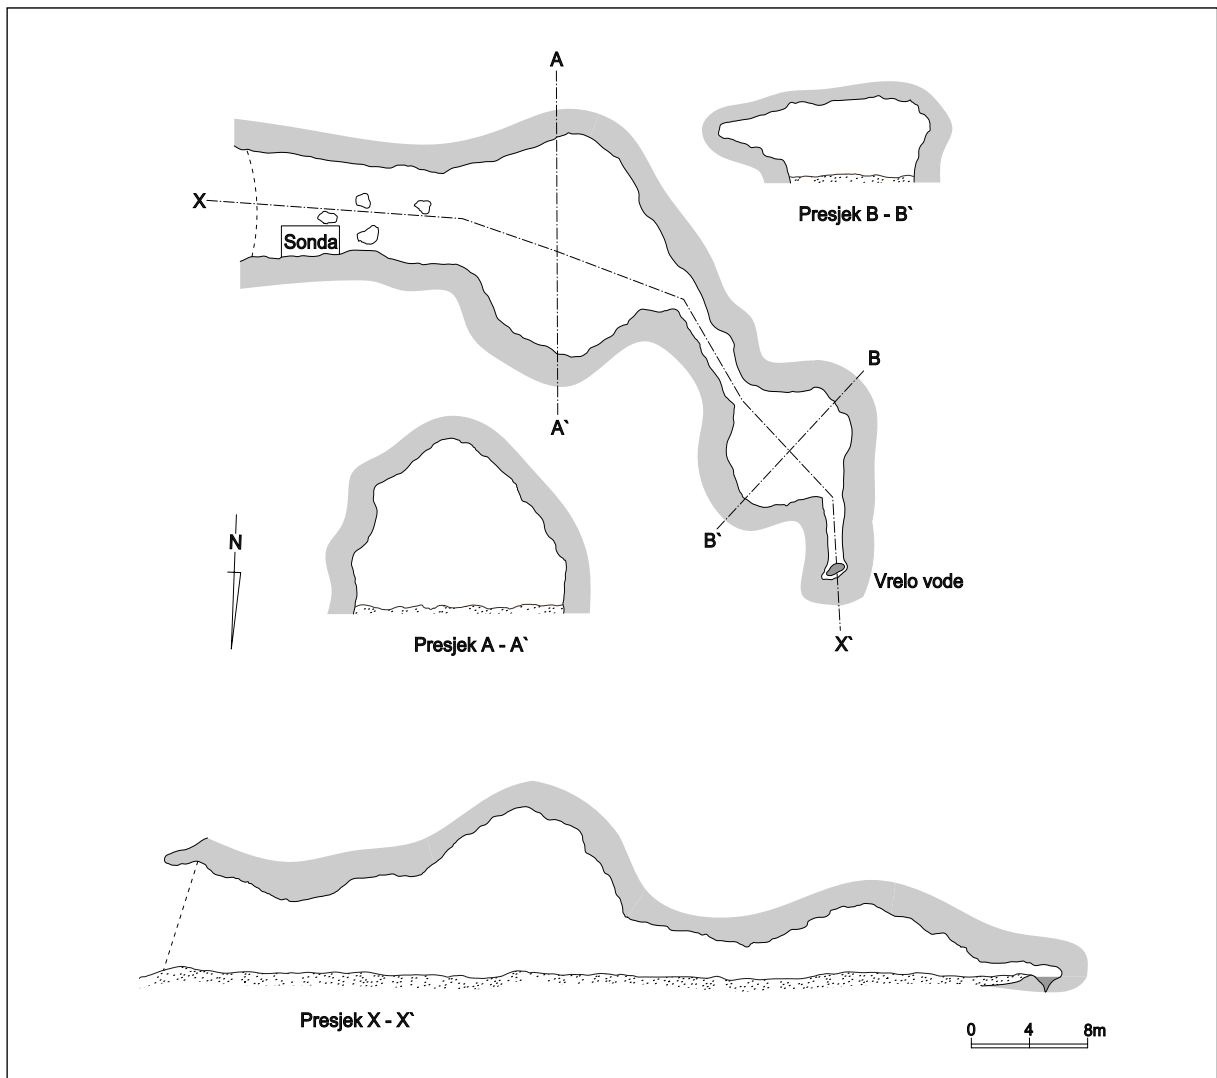 A
X
Sonda
Presjek B - B`
B
A`
N
B`
Vrelo vode
Presjek A - A`
X`
Presjek X - X`
0 4 8m